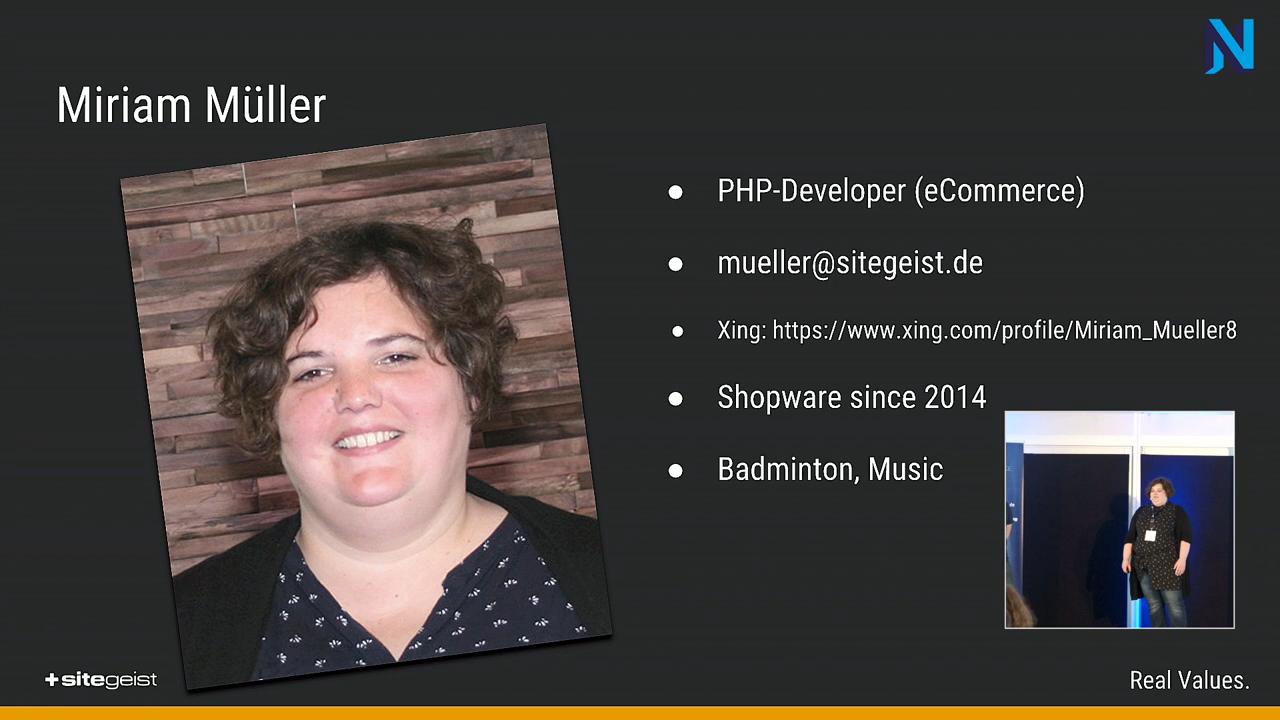 Miriam Müller
PHP-Developer (eCommerce)
mueller@sitegeist.de
Xing: https://www.xing.com/profile/Miriam_Mueller8
Shopware since 2014
Badminton, Music
+sitegeist
Real Values.